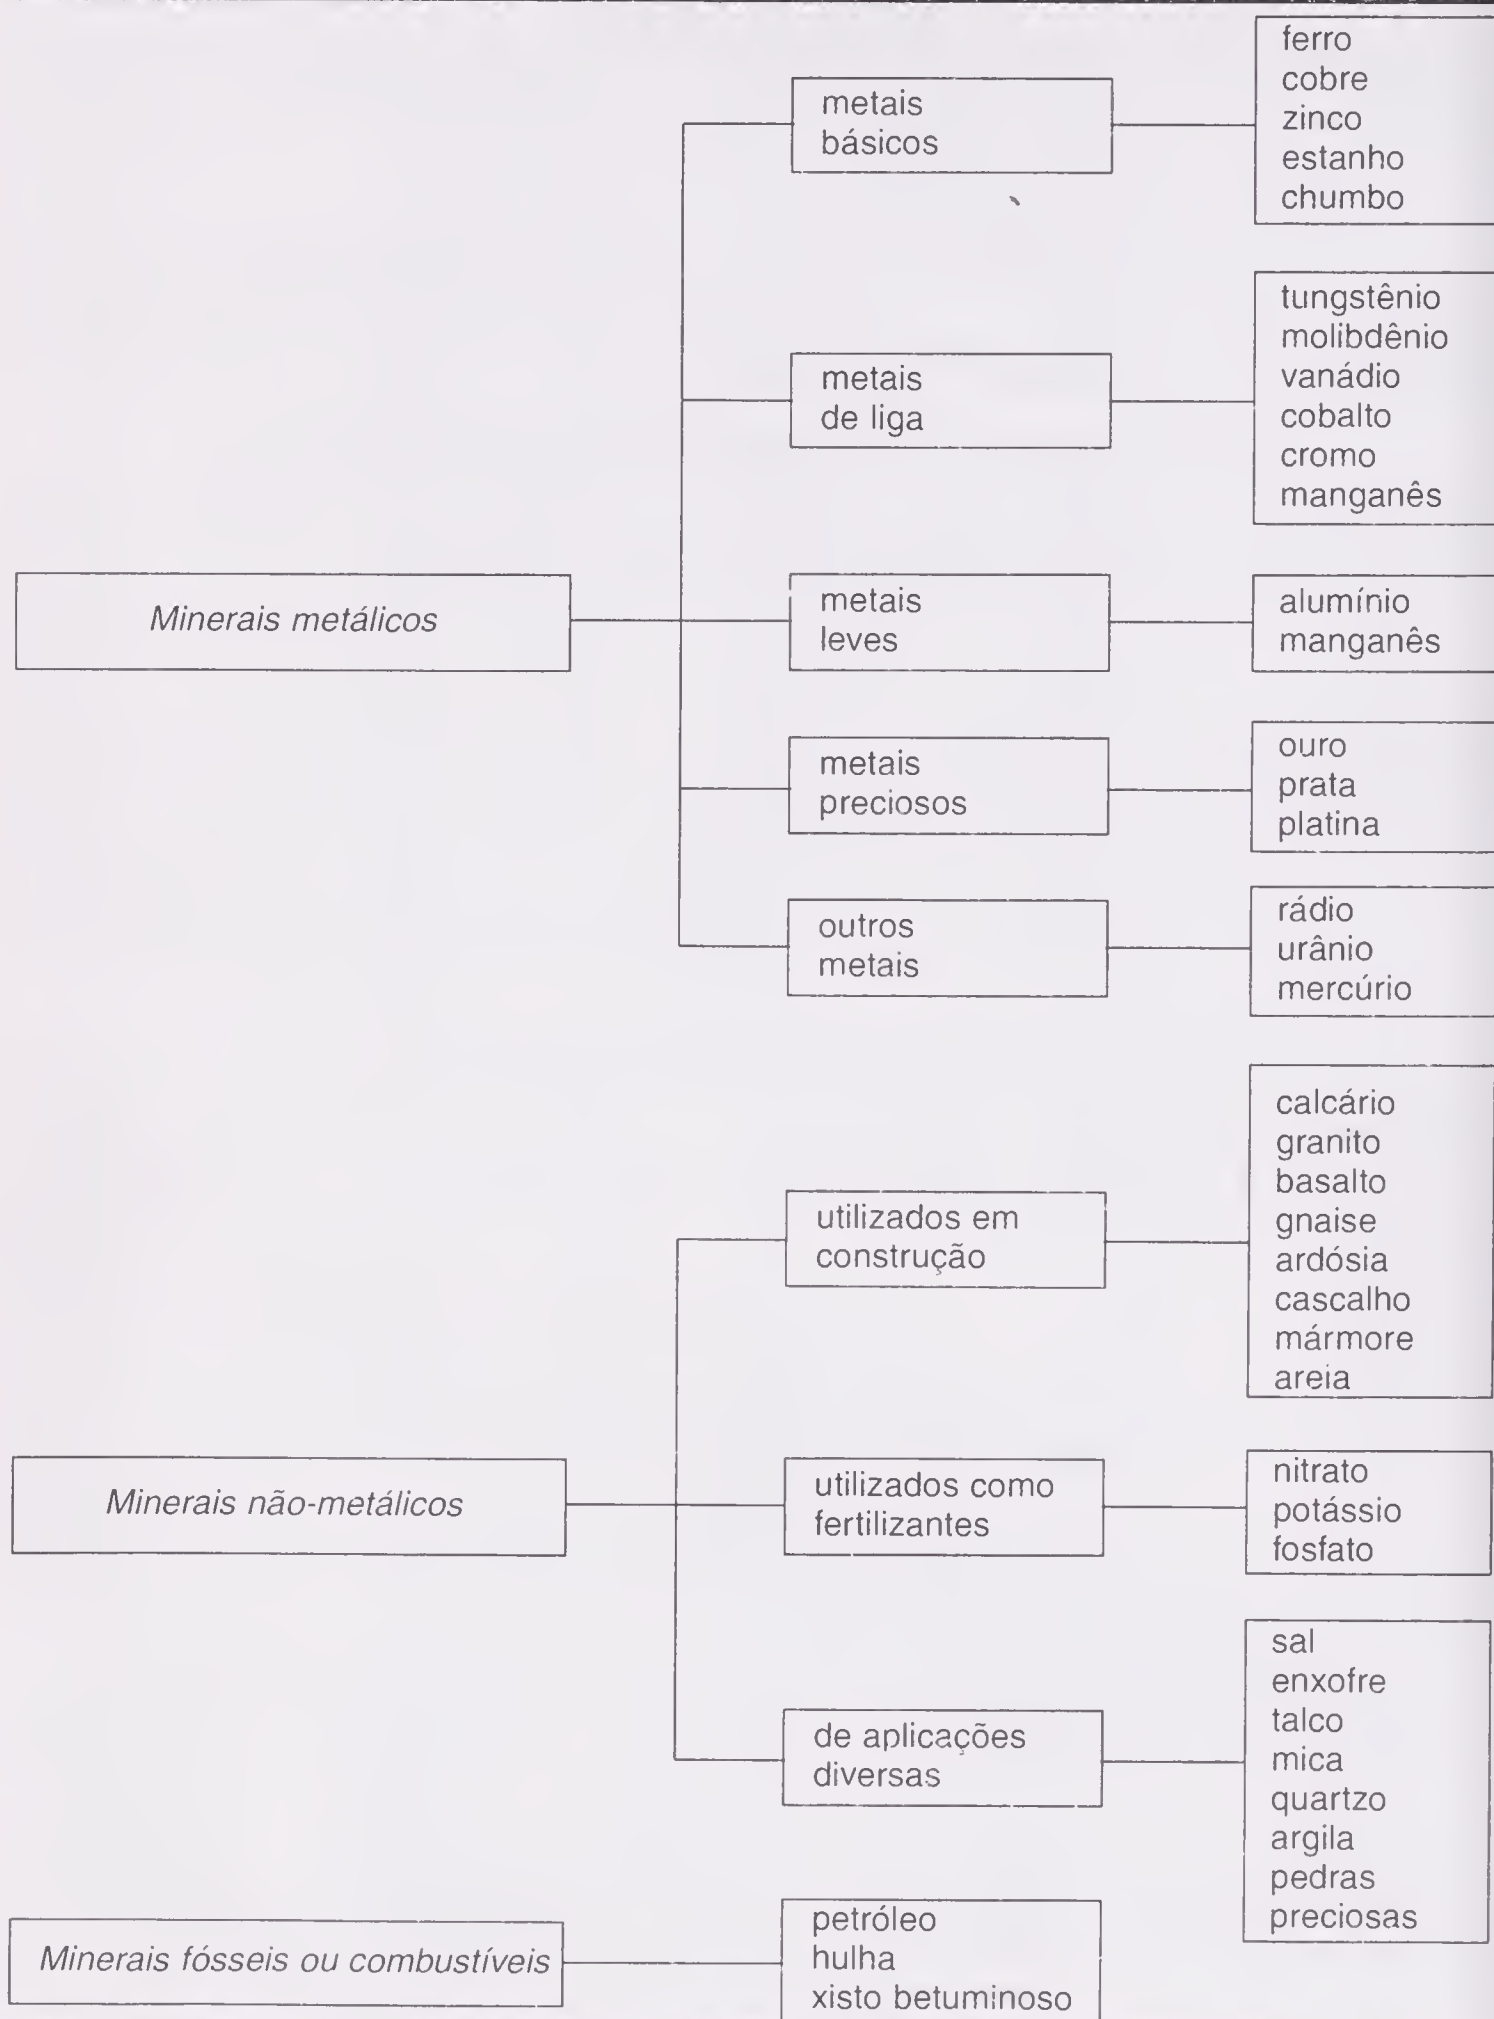 metais
básicos
ferro
cobre
zinco
estanho
chumbo
metais
de liga
tungstênio
molibdênio
vanádio
cobalto
cromo
manganês
Minerais metálicos
metais
leves
alumínio
manganês
metais
preciosos
ouro
prata
platina
outros
metais
rádio
urânio
mercúrio
Minerais não-metálicos
utilizados em
construção
calcário
granito
basalto
gnaise
ardósia
cascalho
mármore
areia
utilizados como
fertilizantes
nitrato
potássio
fosfato
de aplicações
diversas
sal
enxofre
talco
mica
quartzo
argila
pedras
preciosas
Minerais fósseis ou combustíveis
petróleo
hulha
xisto betuminoso